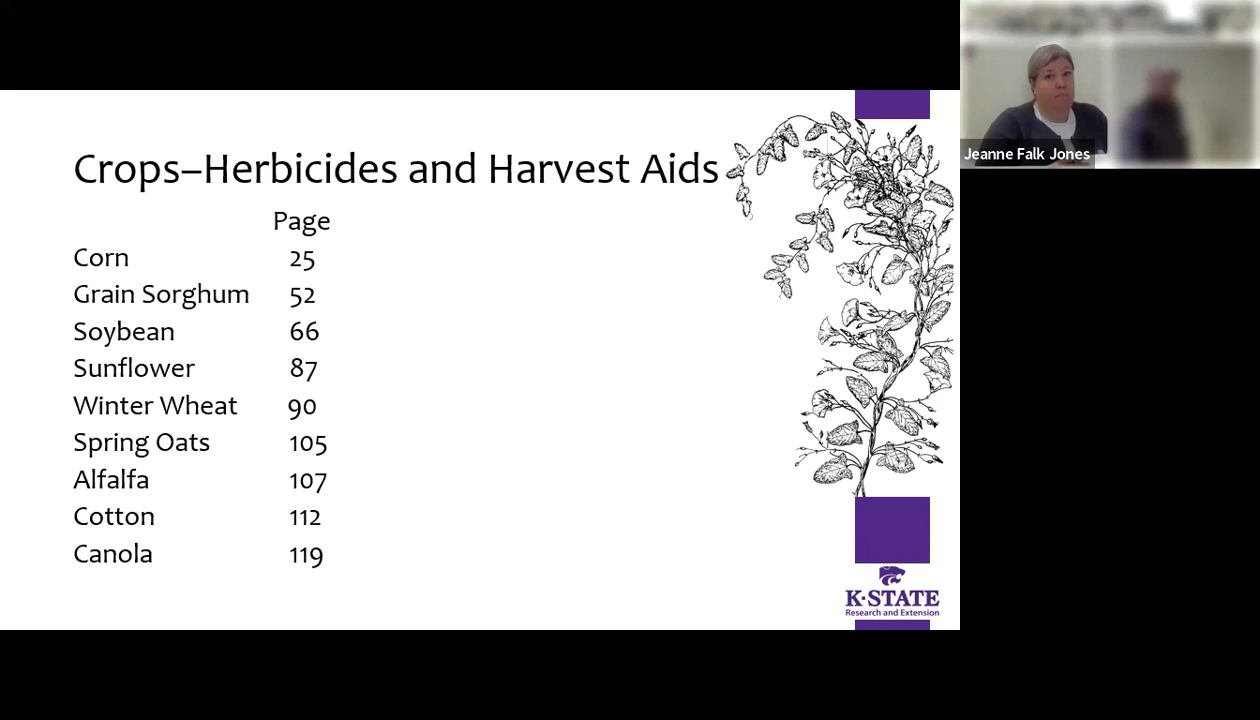 Crops–Herbicides and Harvest Aids
Page
Corn 25
Grain Sorghum 52
Soybean 66
Sunflower 87
Winter Wheat 90
Spring Oats 105
Alfalfa 107
Cotton 112
Canola 119
K-STATE
Research and Extension
Jeanne Falk Jones